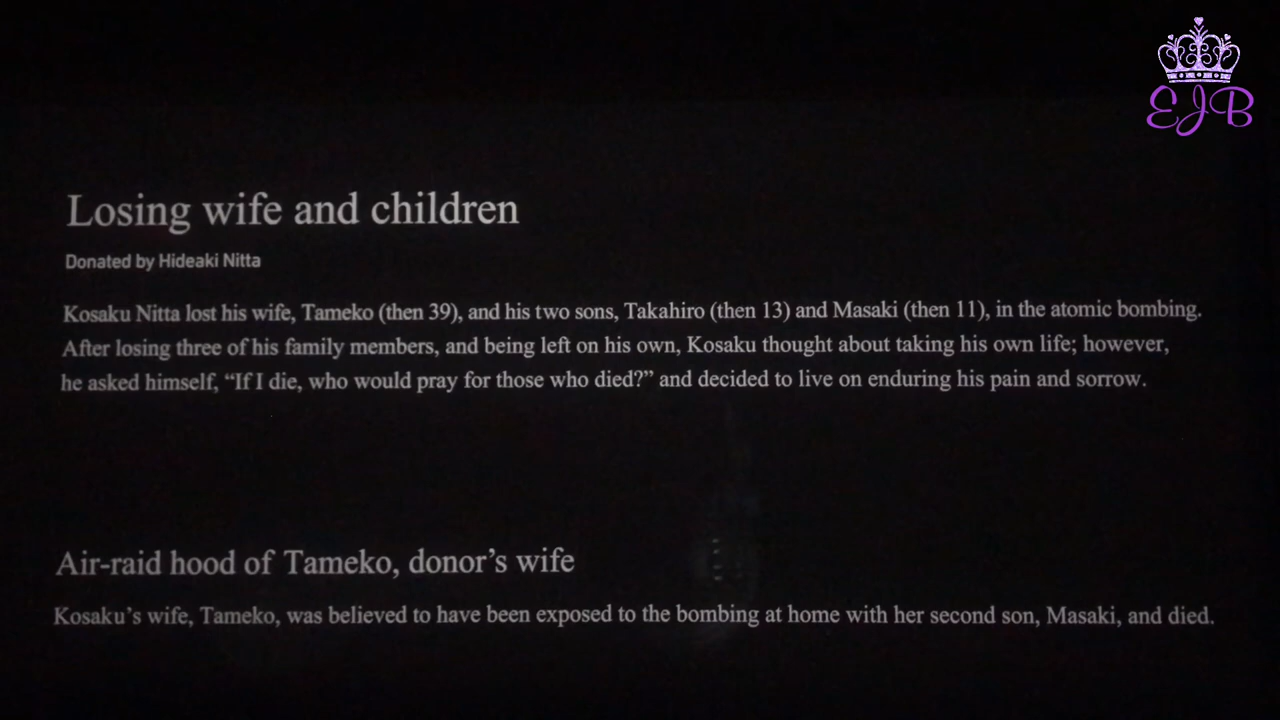 EJB
Losing wife and children
Donated by Hideaki Nitta
Kosaku Nitta lost his wife, Tameko (then 39), and his two sons, Takahiro (then 13) and Masaki (then 11), in the atomic bombing.
After losing three of his family members, and being left on his own, Kosaku thought about taking his own life; however,
he asked himself, “If I die, who would pray for those who died?” and decided to live on enduring his pain and sorrow.
Air-raid hood of Tameko, donor’s wife
Kosaku’s wife, Tameko, was believed to have been exposed to the bombing at home with her second son, Masaki, and died.